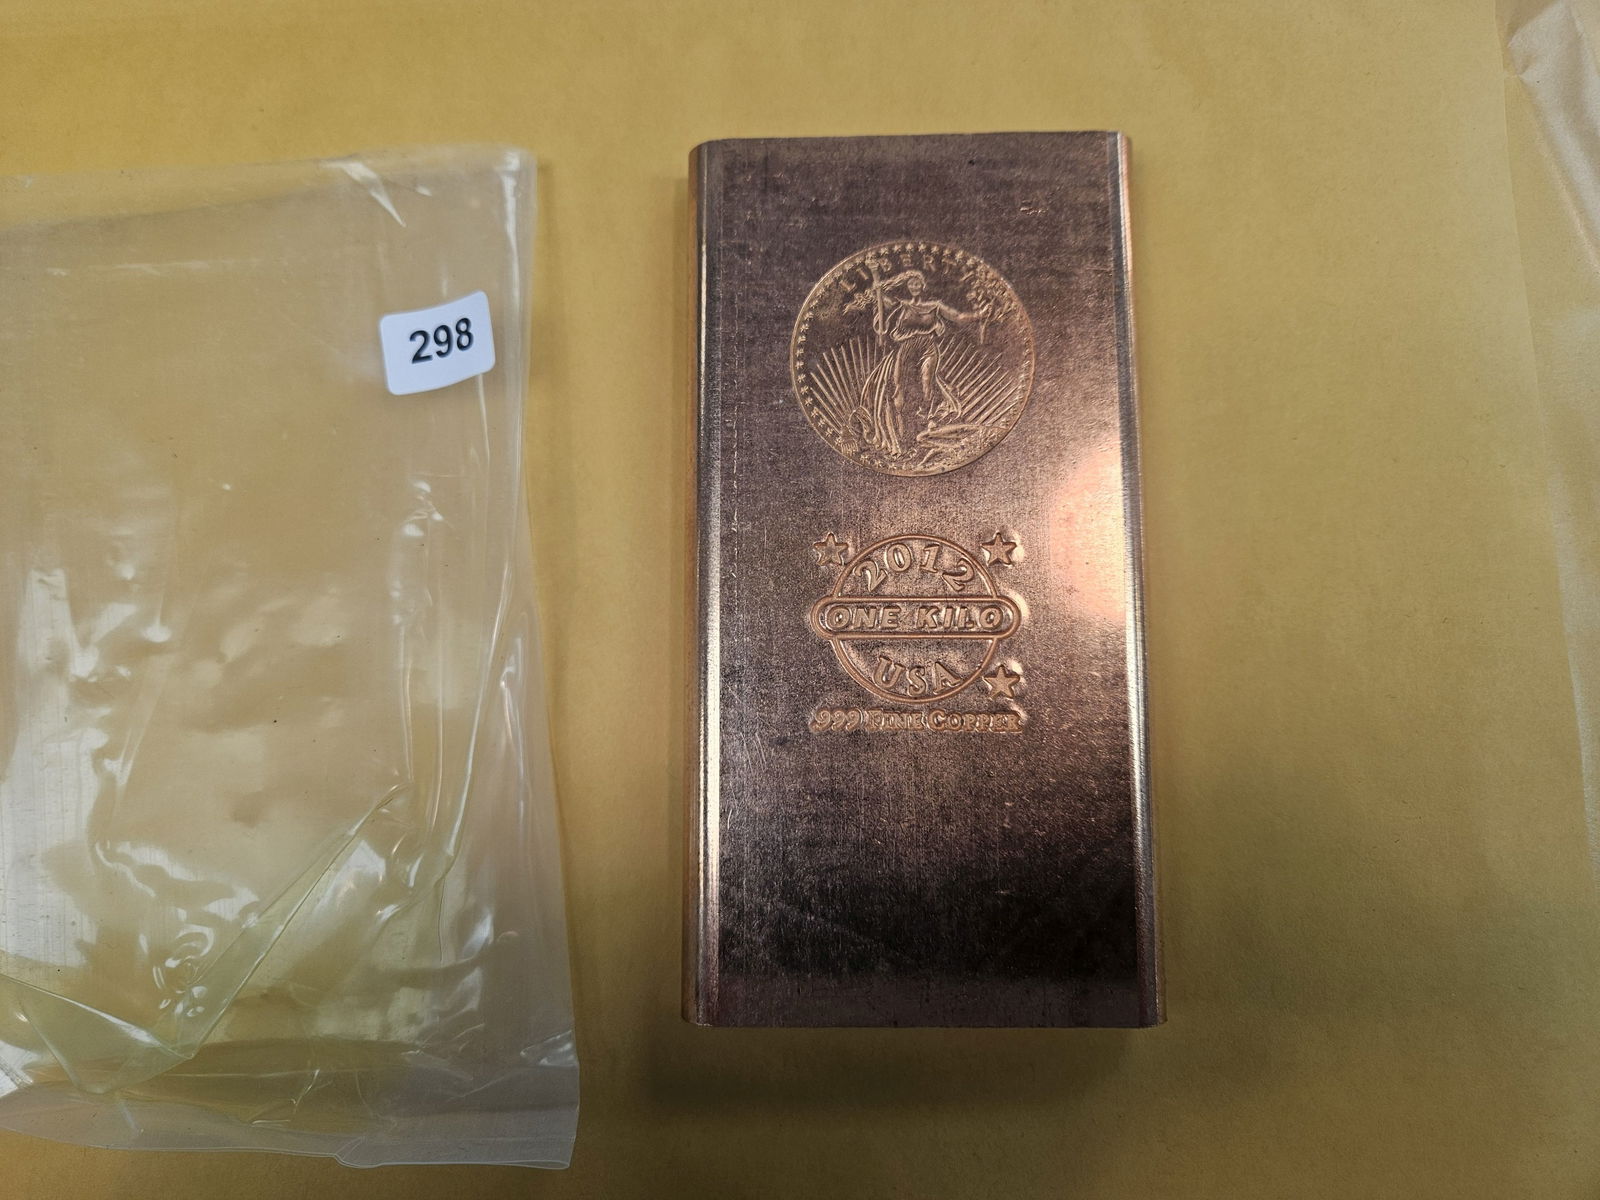 298
LIBERTY
2012
ONE KILO
USA
.999 FINE COPPER